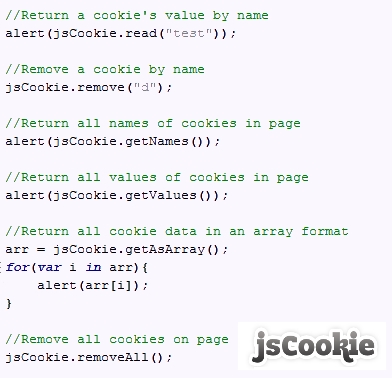 //Return a cookie's value by name
alert(jsCookie.read("test"));
//Remove a cookie by name
jsCookie.remove("d");
//Return all names of cookies in page
alert(jsCookie.getNames());
//Return all values of cookies in page
alert(jsCookie.getValues());
//Return all cookie data in an array format
arr = jsCookie.getAsArray();
for(var i in arr){
    alert(arr[i]);
}
//Remove all cookies on page
jsCookie.removeAll();
jsCookie